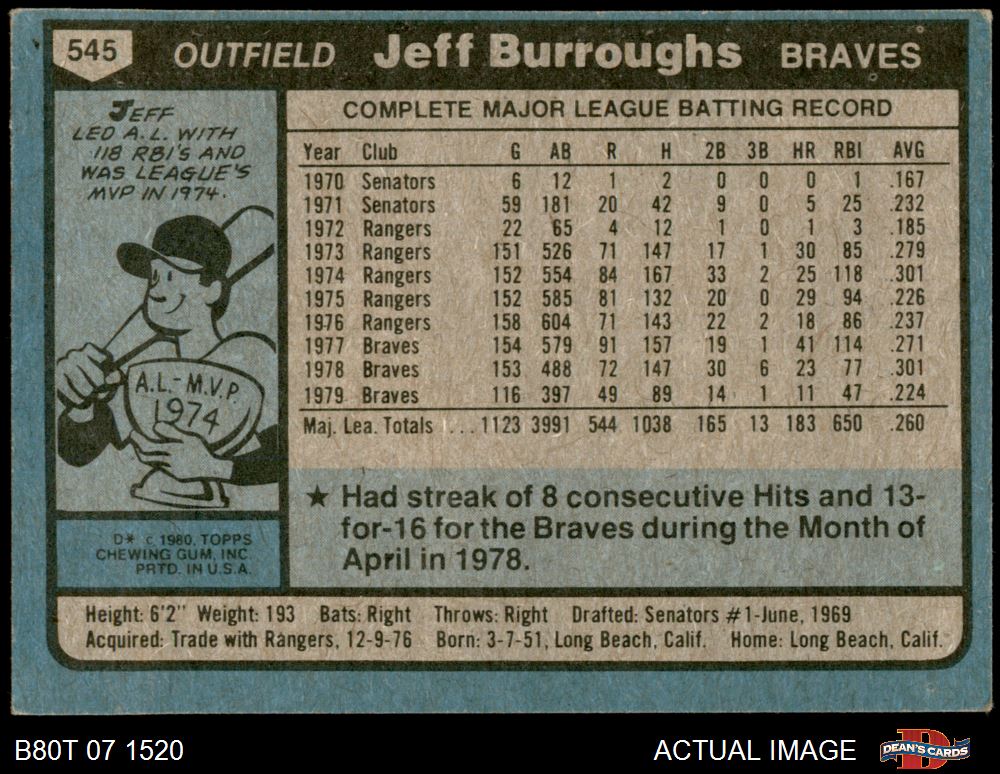 545 OUTFIELD Jeff Burroughs BRAVES
JEFF
LED A.L. WITH
118 RBI'S AND
WAS LEAGUE'S
MVP IN 1974.
A.L.-M.V.P.
1974
D* © 1980, TOPPS
CHEWING GUM, INC.
PRTD. IN U.S.A.
COMPLETE MAJOR LEAGUE BATTING RECORD
Year Club G AB R H 2B 3B HR RBI AVG
1970 Senators 6 12 1 2 0 0 0 1 .167
1971 Senators 59 181 20 42 9 0 5 25 .232
1972 Rangers 22 65 4 12 1 0 1 3 .185
1973 Rangers 151 526 71 147 17 1 30 85 .279
1974 Rangers 152 554 84 167 33 2 25 118 .301
1975 Rangers 152 585 81 132 20 0 29 94 .226
1976 Rangers 158 604 71 143 22 2 18 86 .237
1977 Braves 154 579 91 157 19 1 41 114 .271
1978 Braves 153 488 72 147 30 6 23 77 .301
1979 Braves 116 397 49 89 14 1 11 47 .224
Maj. Lea. Totals ... 1123 3991 544 1038 165 13 183 650 .260
★ Had streak of 8 consecutive Hits and 13-
for-16 for the Braves during the Month of
April in 1978.
Height: 6'2" Weight: 193 Bats: Right Throws: Right Drafted: Senators #1-June, 1969
Acquired: Trade with Rangers, 12-9-76 Born: 3-7-51, Long Beach, Calif. Home: Long Beach, Calif.
B80T 07 1520 ACTUAL IMAGE DEAN'S CARDS